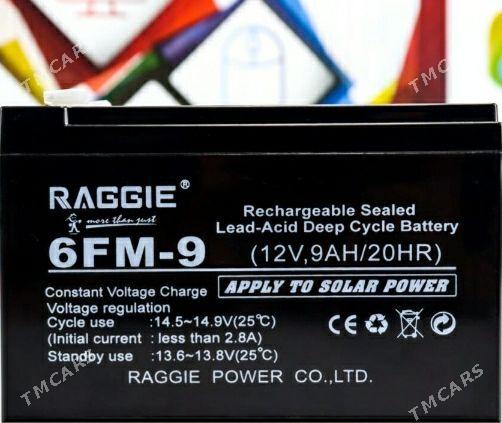 TMCARS
TMCARS
RAGGIE®
more than just
6FM-9
Rechargeable Sealed
Lead-Acid Deep Cycle Battery
(12V,9AH/20HR)
APPLY TO SOLAR POWER
Constant Voltage Charge
Voltage regulation
Cycle use :14.5~14.9V(25℃)
(Initial current : less than 2.8A)
Standby use :13.6~13.8V(25℃)
CE
RAGGIE POWER CO.,LTD.
TMCARS
TMCARS